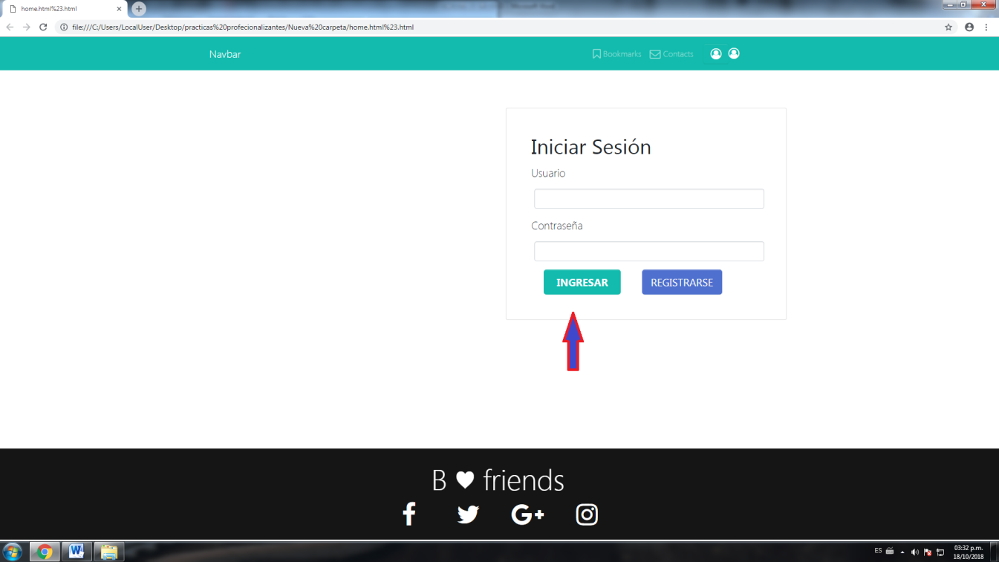 home.html%23.html
file:///C:/Users/LocalUser/Desktop/practicas%20profecionalizantes/Nueva%20carpeta/home.html%23.html
Navbar
Bookmarks
Contacts
Iniciar Sesión
Usuario
Contraseña
INGRESAR
REGISTRARSE
B friends
ES
03:32 p.m.
18/10/2018